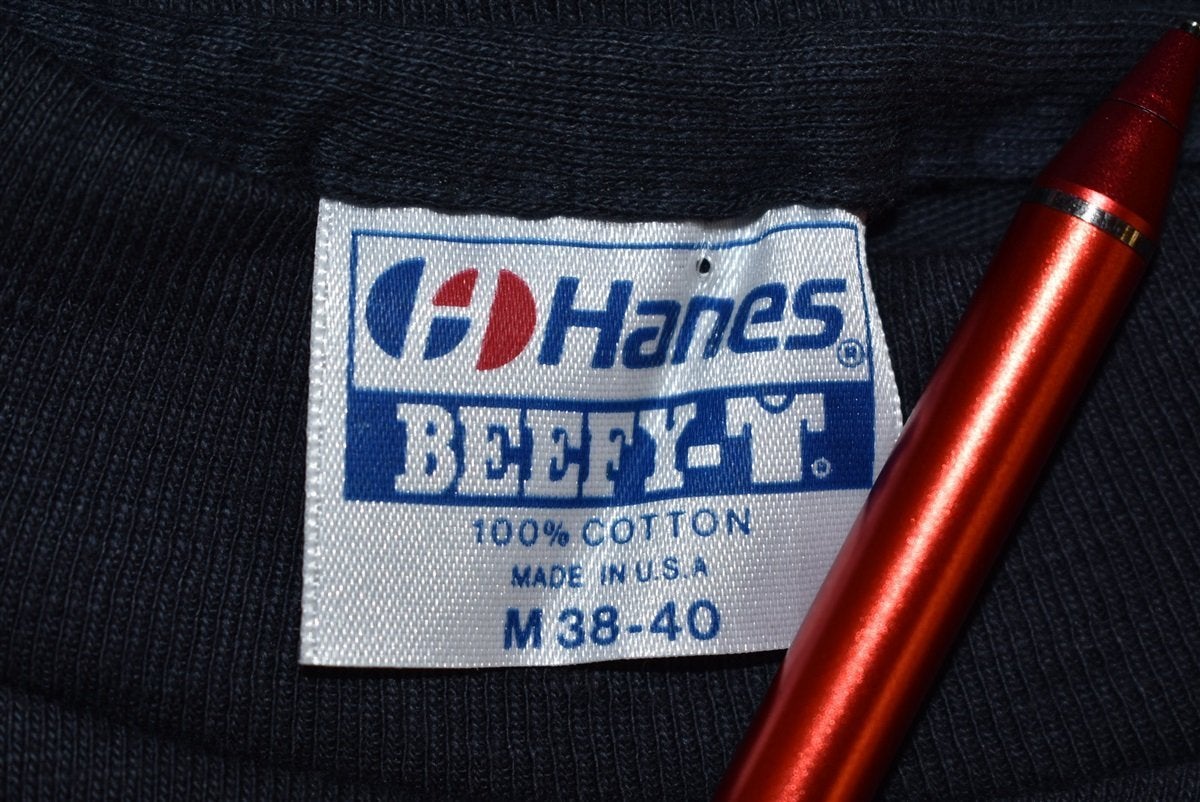 Hanes®
BEEFY-T®
100% COTTON
MADE IN U.S.A
M 38-40